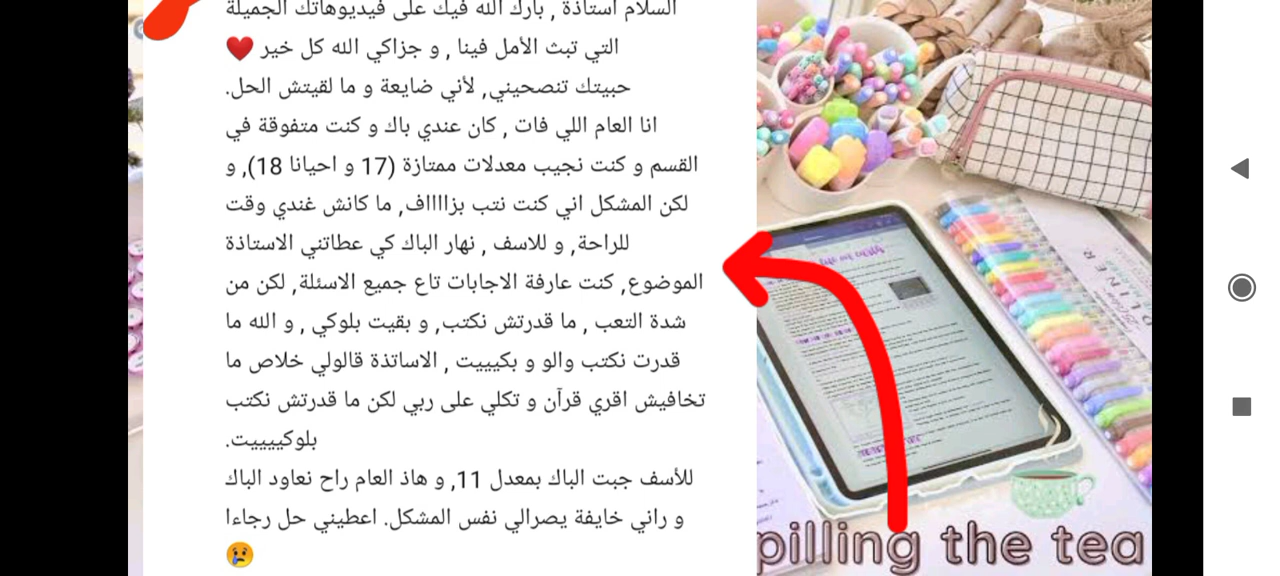 السلام استاذة , بارك الله فيك على فيديوهاتك الجميلة
التي تبث الأمل فينا , و جزاكي الله كل خير ❤️
حبيتك تنصحيني, لأني ضايعة و ما لقيتش الحل.
انا العام اللي فات , كان عندي باك و كنت متفوقة في
القسم و كنت نجيب معدلات ممتازة (17 و احيانا 18), و
لكن المشكل اني كنت نتب بزاااااف, ما كانش غندي وقت
للراحة, و للاسف , نهار الباك كي عطاتني الاستاذة
الموضوع, كنت عارفة الاجابات تاع جميع الاسئلة, لكن من
شدة التعب , ما قدرتش نكتب, و بقيت بلوكي , و الله ما
قدرت نكتب والو و بكيييت , الاساتذة قالولي خلاص ما
تخافيش اقري قرآن و تكلي على ربي لكن ما قدرتش نكتب
بلوكيييييت.
للأسف جبت الباك بمعدل 11, و هاذ العام راح نعاود الباك
و راني خايفة يصرالي نفس المشكل. اعطيني حل رجاءا
😢
pilling the tea